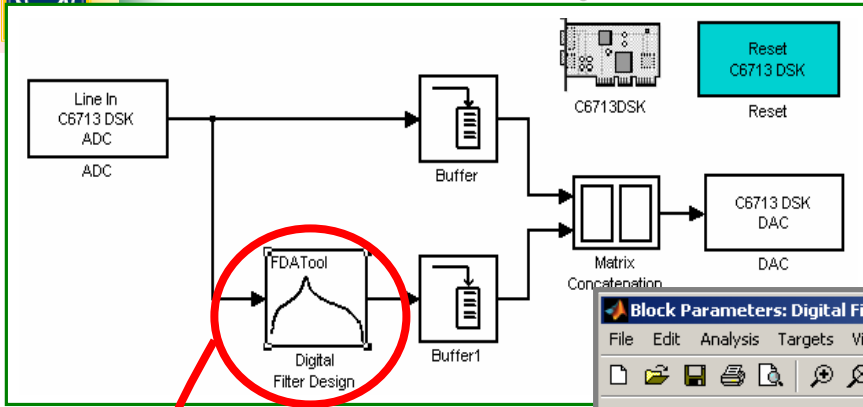 Line In
C6713 DSK
ADC
ADC
Buffer
C6713DSK
Reset
C6713 DSK
Reset
FDATool
Digital
Filter Design
Buffer1
Matrix
Concatenation
C6713 DSK
DAC
DAC
Block Parameters: Digital Fi
File Edit Analysis Targets Vi